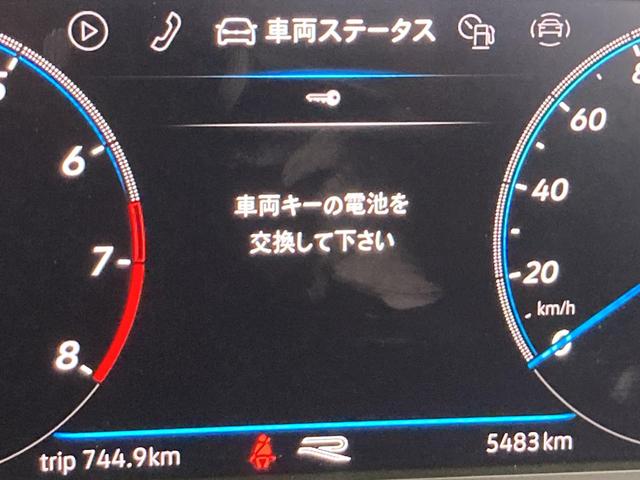 車両ステータス
車両キーの電池を
交換して下さい
6
7
8
60
40
20
km/h
0
trip 744.9km
5483km